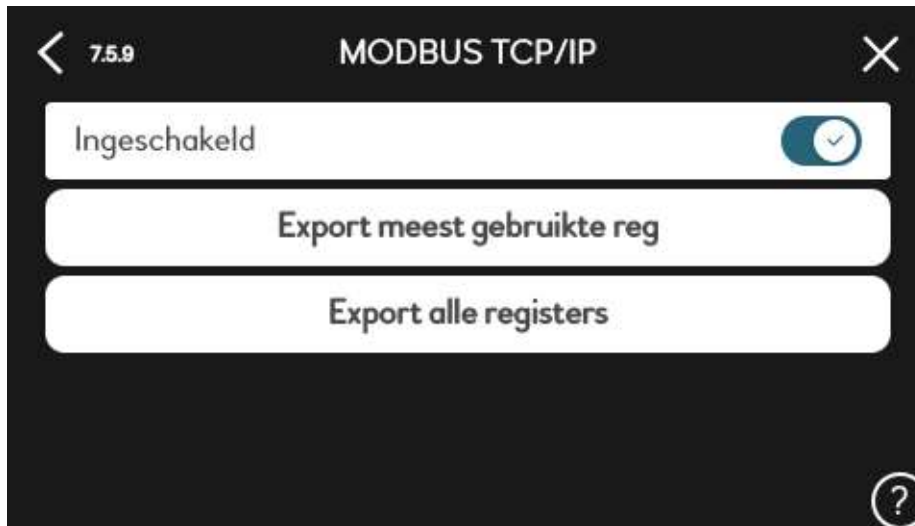 7.5.9 MODBUS TCP/IP
Ingeschakeld
Export meest gebruikte reg
Export alle registers
?